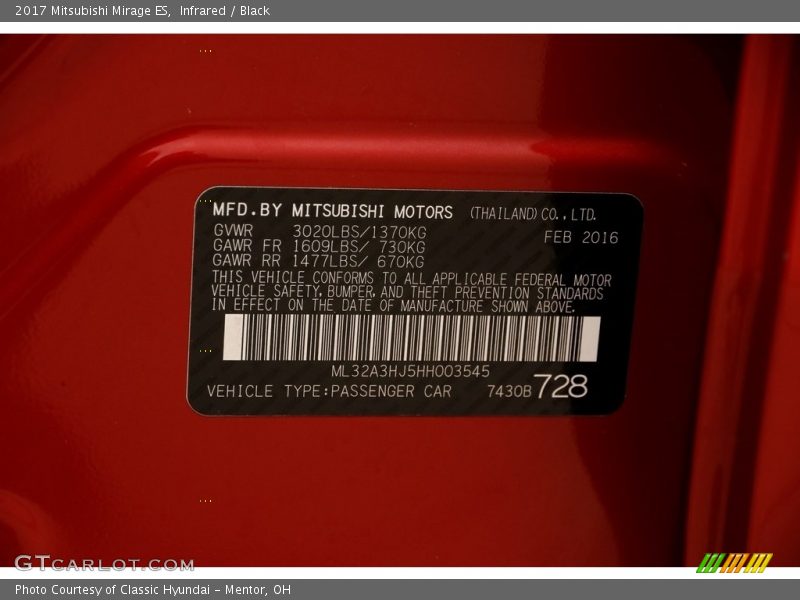 2017 Mitsubishi Mirage ES, Infrared / Black
MFD.BY MITSUBISHI MOTORS (THAILAND) CO., LTD.
GVWR 3020LBS/1370KG FEB 2016
GAWR FR 1609LBS/ 730KG
GAWR RR 1477LBS/ 670KG
THIS VEHICLE CONFORMS TO ALL APPLICABLE FEDERAL MOTOR
VEHICLE SAFETY, BUMPER, AND THEFT PREVENTION STANDARDS
IN EFFECT ON THE DATE OF MANUFACTURE SHOWN ABOVE.
ML32A3HJ5HH003545
VEHICLE TYPE:PASSENGER CAR 7430B 728
GTCARLOT.COM
Photo Courtesy of Classic Hyundai - Mentor, OH